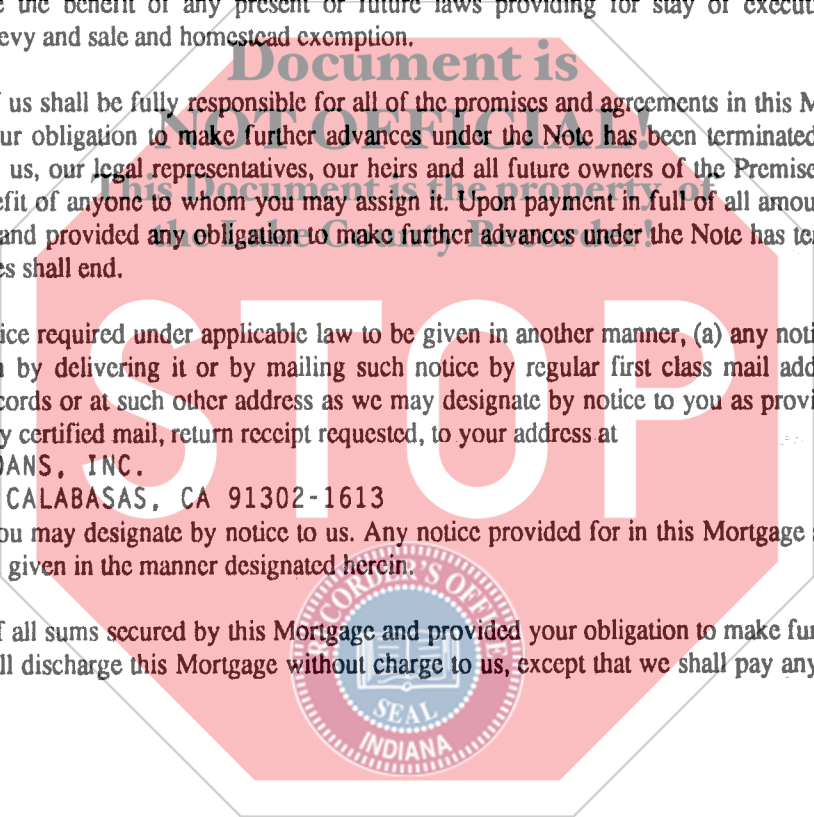 e the benefit of any present or future laws providing for stay of executi
evy and sale and homestead exemption.
Document is
f us shall be fully responsible for all of the promises and agreements in this M
NOT OFFICIAL!
ur obligation to make further advances under the Note has been terminated
us, our legal representatives, our heirs and all future owners of the Premise
This Document is the property of
efit of anyone to whom you may assign it. Upon payment in full of all amou
and provided any obligation to make further advances under the Note has te
the Lake County Recorder!
es shall end.
STOP
ice required under applicable law to be given in another manner, (a) any noti
n by delivering it or by mailing such notice by regular first class mail add
cords or at such other address as we may designate by notice to you as provi
y certified mail, return receipt requested, to your address at
OANS, INC.
CALABASAS, CA 91302-1613
ou may designate by notice to us. Any notice provided for in this Mortgage s
given in the manner designated herein.
RECORDER'S OFFICE
f all sums secured by this Mortgage and provided your obligation to make fur
ll discharge this Mortgage without charge to us, except that we shall pay any
SEAL
INDIANA